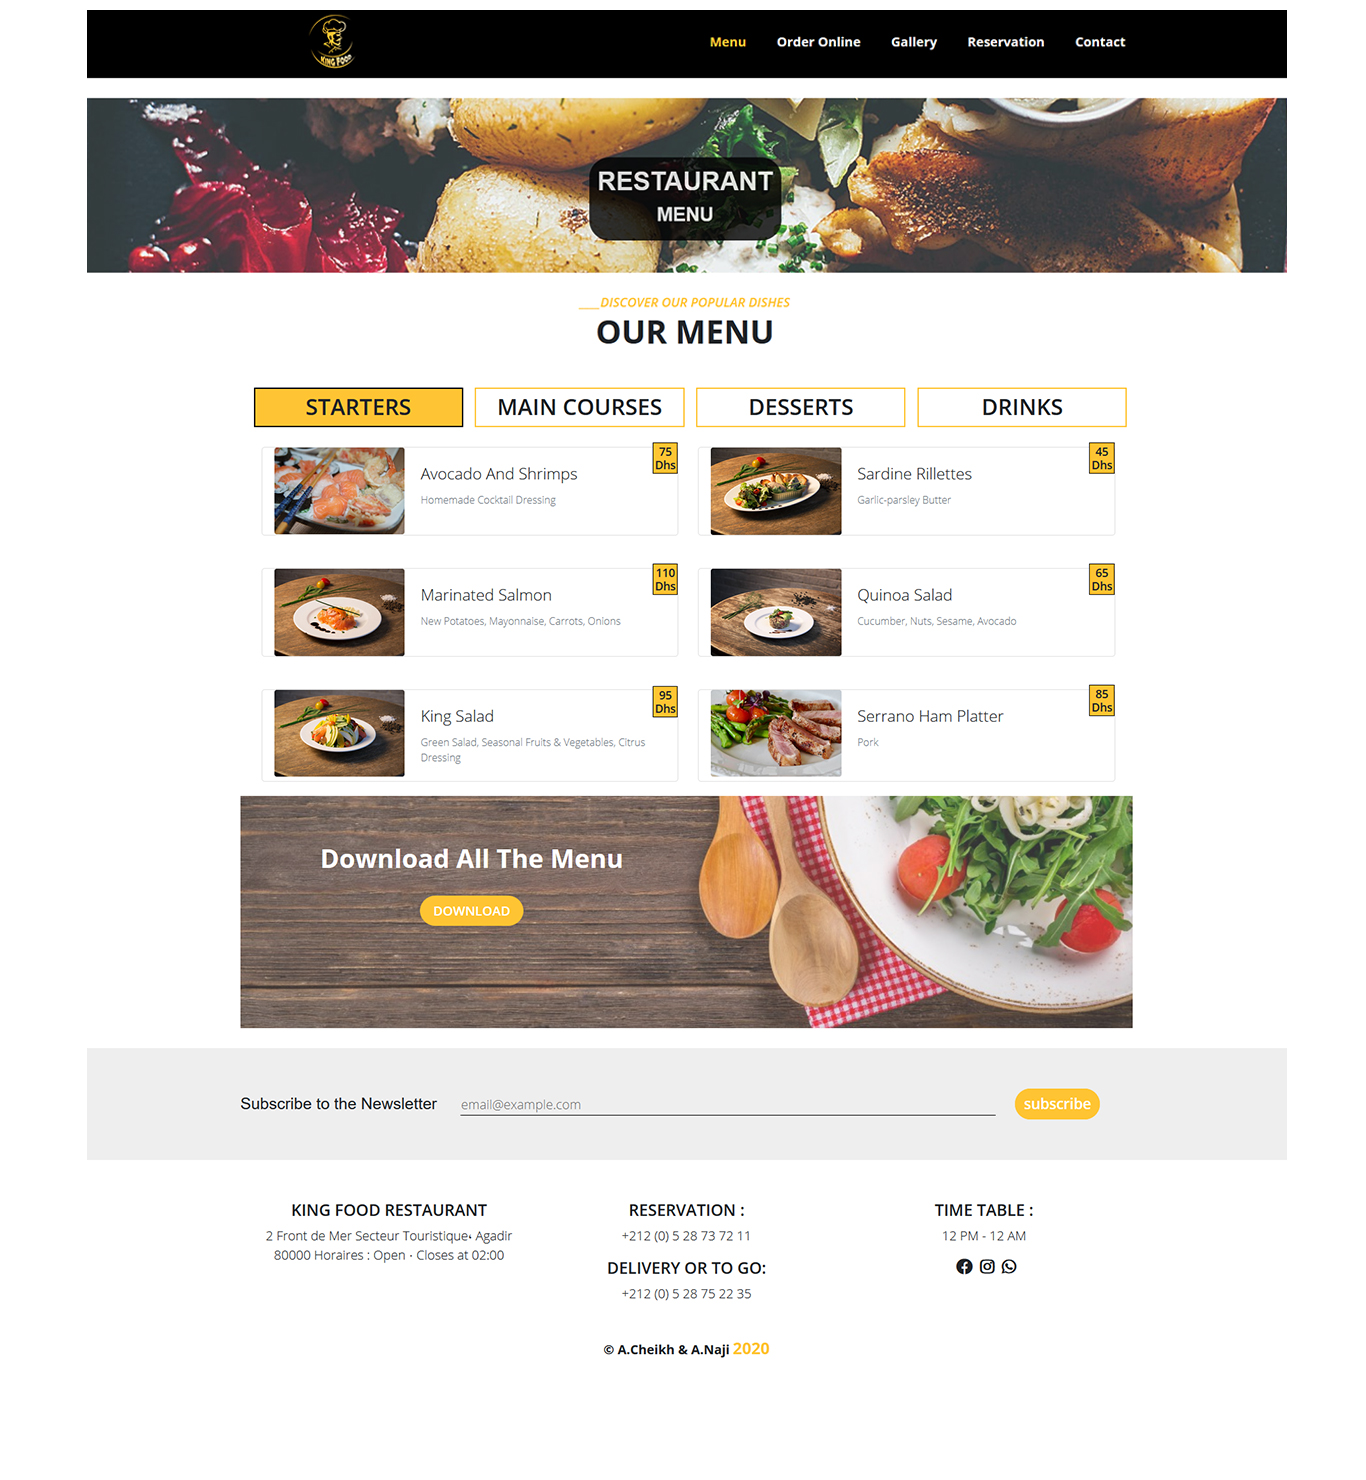 KING FOOD
Menu
Order Online
Gallery
Reservation
Contact
RESTAURANT
MENU
___DISCOVER OUR POPULAR DISHES
OUR MENU
STARTERS
MAIN COURSES
DESSERTS
DRINKS
75
Dhs
Avocado And Shrimps
Homemade Cocktail Dressing
45
Dhs
Sardine Rillettes
Garlic-parsley Butter
110
Dhs
Marinated Salmon
New Potatoes, Mayonnaise, Carrots, Onions
65
Dhs
Quinoa Salad
Cucumber, Nuts, Sesame, Avocado
95
Dhs
King Salad
Green Salad, Seasonal Fruits & Vegetables, Citrus
Dressing
85
Dhs
Serrano Ham Platter
Pork
Download All The Menu
DOWNLOAD
Subscribe to the Newsletter
email@example.com
subscribe
KING FOOD RESTAURANT
2 Front de Mer Secteur Touristique، Agadir
80000 Horaires : Open · Closes at 02:00
RESERVATION :
+212 (0) 5 28 73 72 11
DELIVERY OR TO GO:
+212 (0) 5 28 75 22 35
TIME TABLE :
12 PM - 12 AM
© A.Cheikh & A.Naji 2020